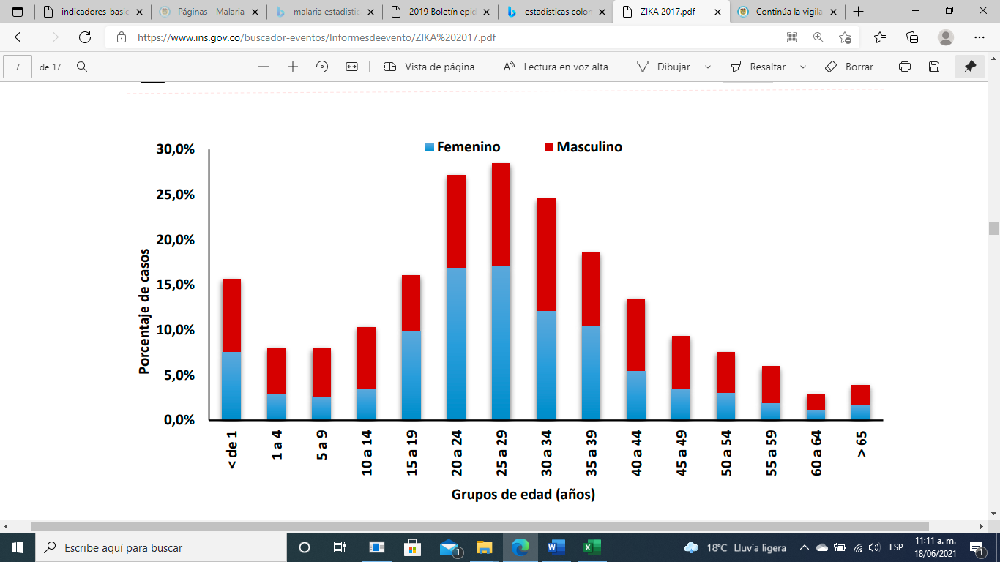 indicadores-basic
Páginas - Malaria
malaria estadistic
2019 Boletín epid
estadisticas colon
ZIKA 2017.pdf
Continúa la vigila
https://www.ins.gov.co/buscador-eventos/Informesdeevento/ZIKA%202017.pdf
7 de 17
Vista de página
Lectura en voz alta
Dibujar
Resaltar
Borrar
Femenino Masculino
Porcentaje de casos
30,0%
25,0%
20,0%
15,0%
10,0%
5,0%
0,0%
< de 1
1 a 4
5 a 9
10 a 14
15 a 19
20 a 24
25 a 29
30 a 34
35 a 39
40 a 44
45 a 49
50 a 54
55 a 59
60 a 64
> 65
Grupos de edad (años)
Escribe aquí para buscar
1
18°C Lluvia ligera
ESP
11:11 a. m.
18/06/2021
1